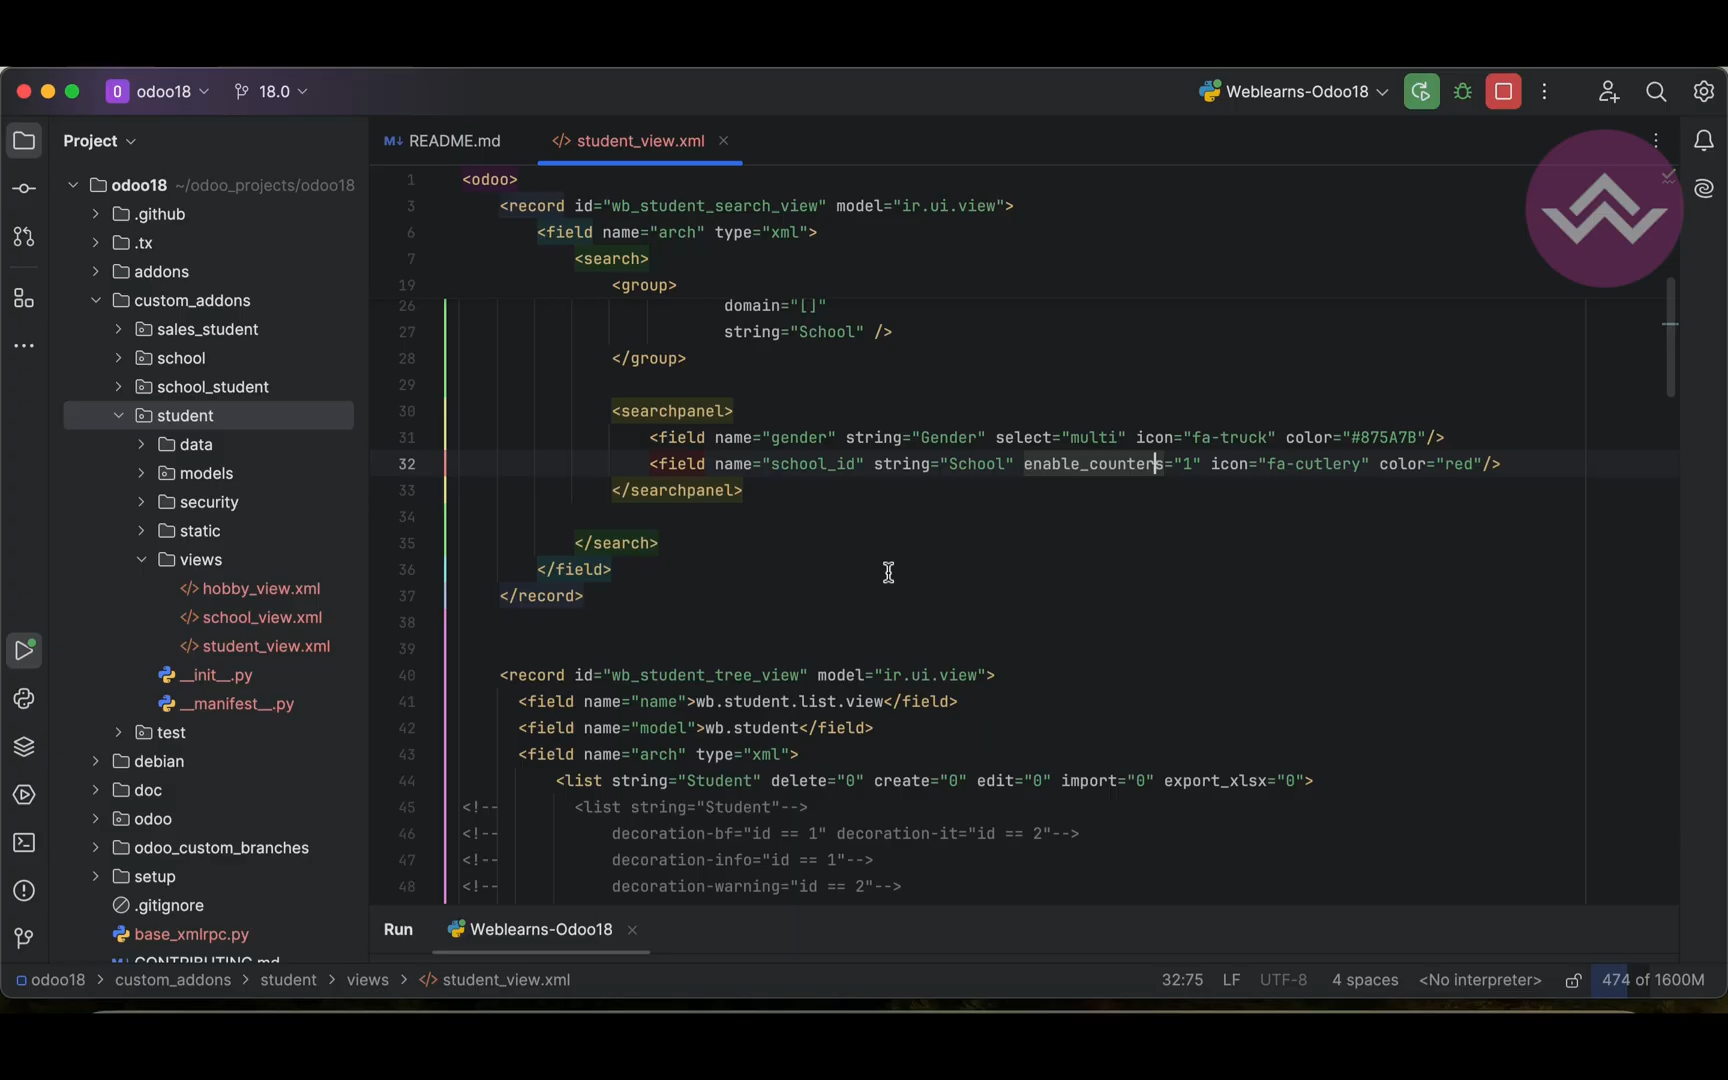 odoo18
18.0
Weblearns-Odoo18
Project
README.md
student_view.xml
odoo18 ~/odoo_projects/odoo18
.github
.tx
addons
custom_addons
sales_student
school
school_student
student
data
models
security
static
views
hobby_view.xml
school_view.xml
student_view.xml
__init__.py
__manifest__.py
test
debian
doc
odoo
odoo_custom_branches
setup
.gitignore
base_xmlrpc.py
CONTRIBUTING.md
1 <odoo>
3 <record id="wb_student_search_view" model="ir.ui.view">
6 <field name="arch" type="xml">
7 <search>
19 <group>
26 domain="[]"
27 string="School" />
28 </group>
29
30 <searchpanel>
31 <field name="gender" string="Gender" select="multi" icon="fa-truck" color="#875A7B"/>
32 <field name="school_id" string="School" enable_counters="1" icon="fa-cutlery" color="red"/>
33 </searchpanel>
34
35 </search>
36 </field>
37 </record>
38
39
40 <record id="wb_student_tree_view" model="ir.ui.view">
41 <field name="name">wb.student.list.view</field>
42 <field name="model">wb.student</field>
43 <field name="arch" type="xml">
44 <list string="Student" delete="0" create="0" edit="0" import="0" export_xlsx="0">
45 <!-- <list string="Student"-->
46 <!-- decoration-bf="id == 1" decoration-it="id == 2"-->
47 <!-- decoration-info="id == 1"-->
48 <!-- decoration-warning="id == 2"-->
Run Weblearns-Odoo18
odoo18 > custom_addons > student > views > student_view.xml
32:75 LF UTF-8 4 spaces <No interpreter> 474 of 1600M